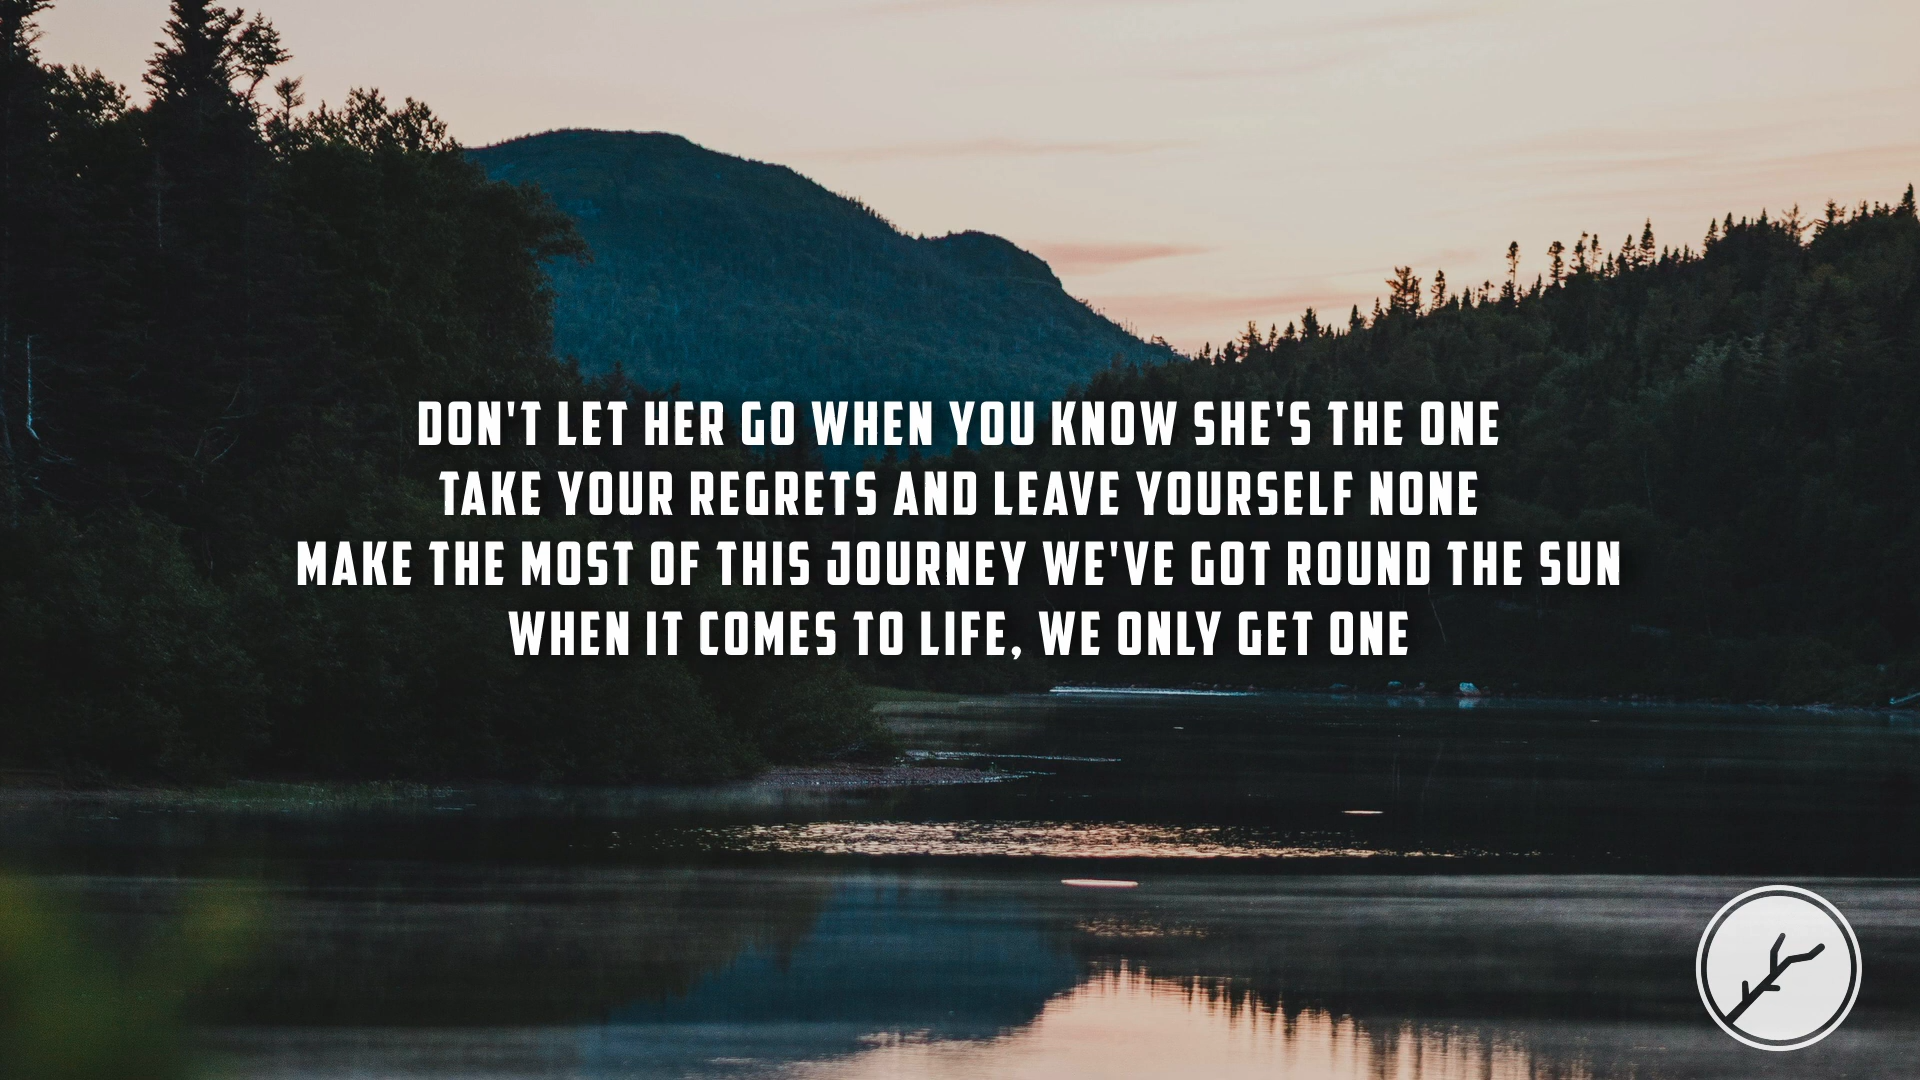 DON'T LET HER GO WHEN YOU KNOW SHE'S THE ONE
TAKE YOUR REGRETS AND LEAVE YOURSELF NONE
MAKE THE MOST OF THIS JOURNEY WE'VE GOT ROUND THE SUN
WHEN IT COMES TO LIFE, WE ONLY GET ONE